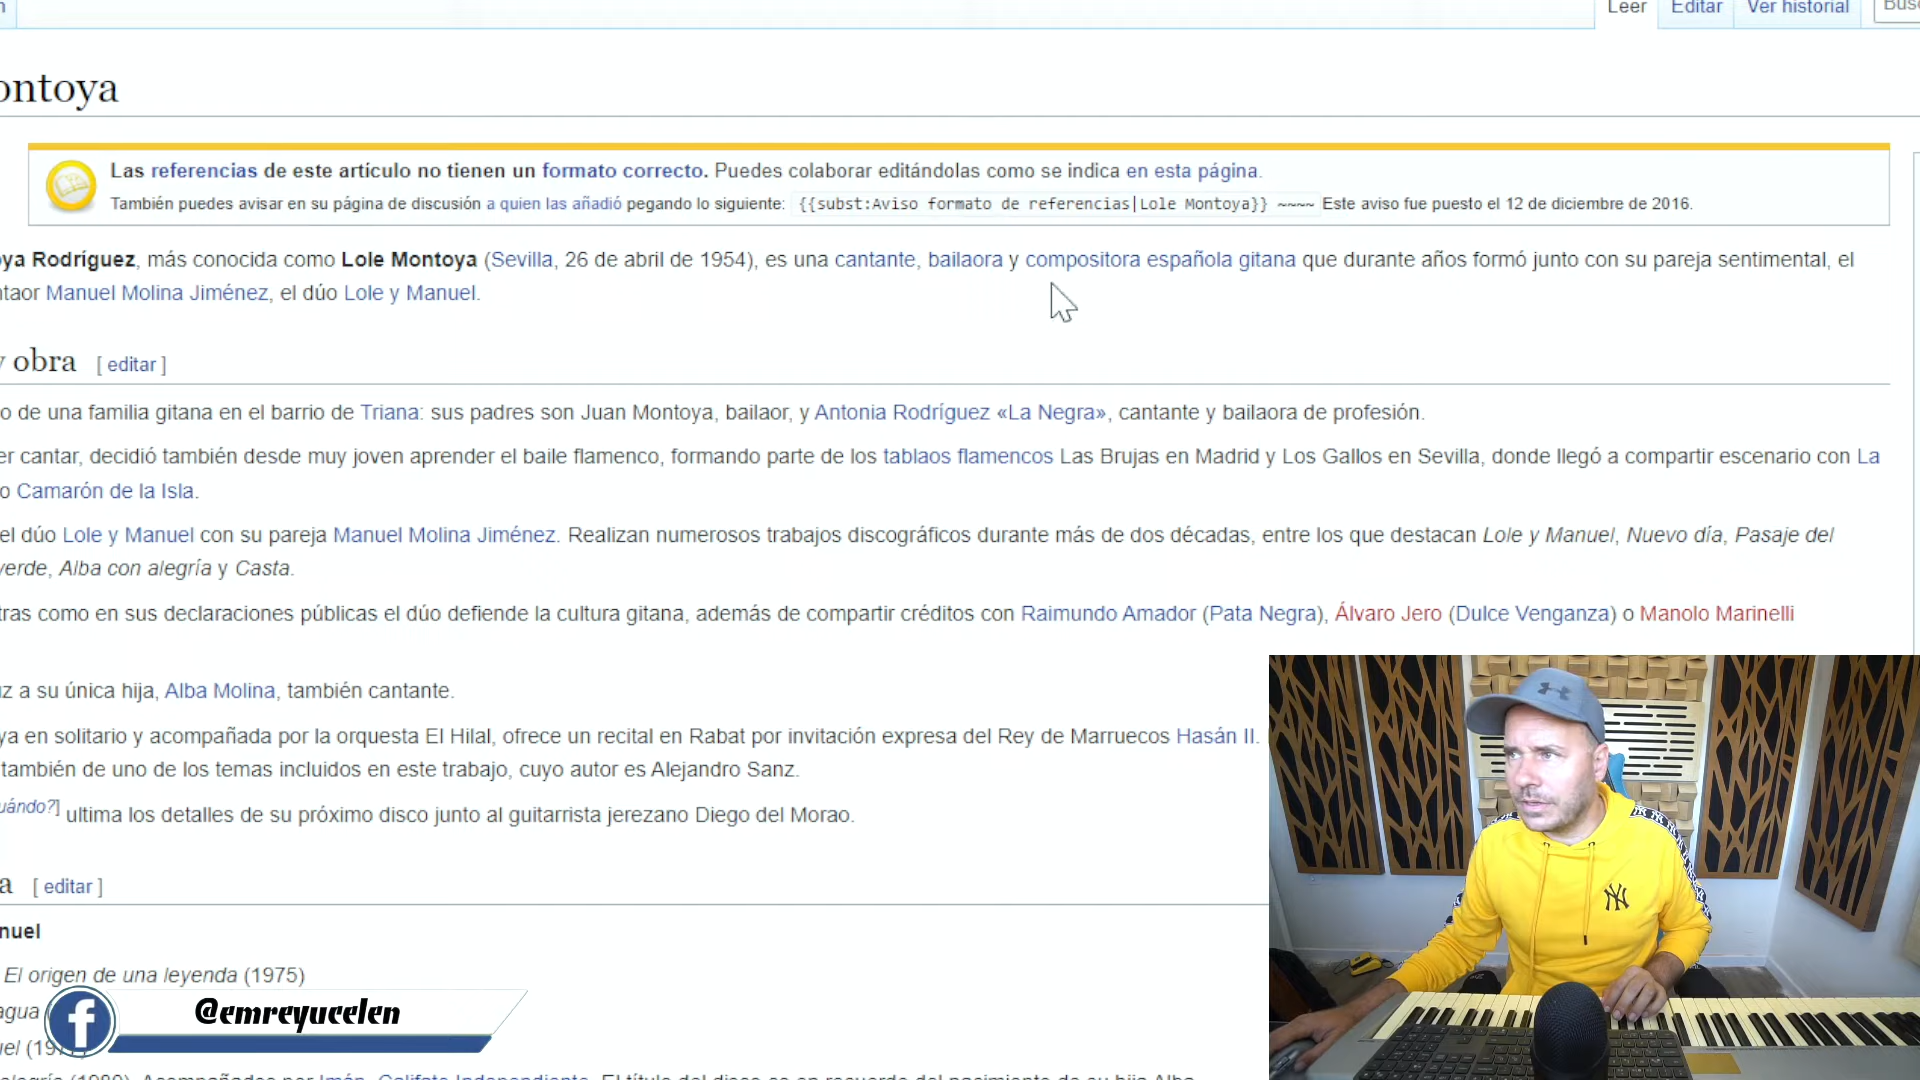 Leer Editar Ver historial
ontoya
Las referencias de este artículo no tienen un formato correcto. Puedes colaborar editándolas como se indica en esta página.
También puedes avisar en su página de discusión a quien las añadió pegando lo siguiente: {{subst:Aviso formato de referencias|Lole Montoya}} ~~~~ Este aviso fue puesto el 12 de diciembre de 2016.
ya Rodríguez, más conocida como Lole Montoya (Sevilla, 26 de abril de 1954), es una cantante, bailaora y compositora española gitana que durante años formó junto con su pareja sentimental, el
ntaor Manuel Molina Jiménez, el dúo Lole y Manuel.
y obra [ editar ]
o de una familia gitana en el barrio de Triana: sus padres son Juan Montoya, bailaor, y Antonia Rodríguez «La Negra», cantante y bailaora de profesión.
er cantar, decidió también desde muy joven aprender el baile flamenco, formando parte de los tablaos flamencos Las Brujas en Madrid y Los Gallos en Sevilla, donde llegó a compartir escenario con La
o Camarón de la Isla.
el dúo Lole y Manuel con su pareja Manuel Molina Jiménez. Realizan numerosos trabajos discográficos durante más de dos décadas, entre los que destacan Lole y Manuel, Nuevo día, Pasaje del
verde, Alba con alegría y Casta.
tras como en sus declaraciones públicas el dúo defiende la cultura gitana, además de compartir créditos con Raimundo Amador (Pata Negra), Álvaro Jero (Dulce Venganza) o Manolo Marinelli
uz a su única hija, Alba Molina, también cantante.
ya en solitario y acompañada por la orquesta El Hilal, ofrece un recital en Rabat por invitación expresa del Rey de Marruecos Hasán II.
también de uno de los temas incluidos en este trabajo, cuyo autor es Alejandro Sanz.
uándo?] ultima los detalles de su próximo disco junto al guitarrista jerezano Diego del Morao.
a [ editar ]
nuel
El origen de una leyenda (1975)
agua
@emreyucelen
NY